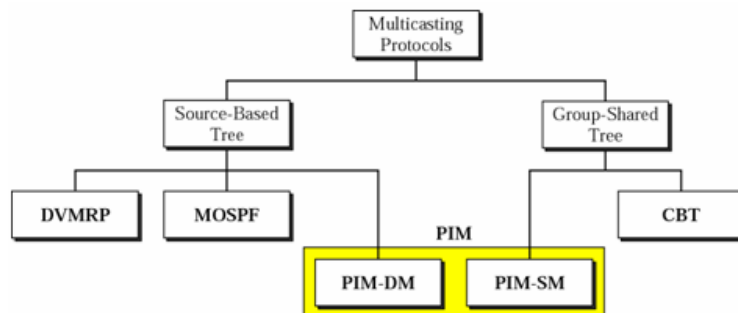 Multicasting
Protocols
Source-Based
Tree
Group-Shared
Tree
DVMRP
MOSPF
CBT
PIM
PIM-DM
PIM-SM